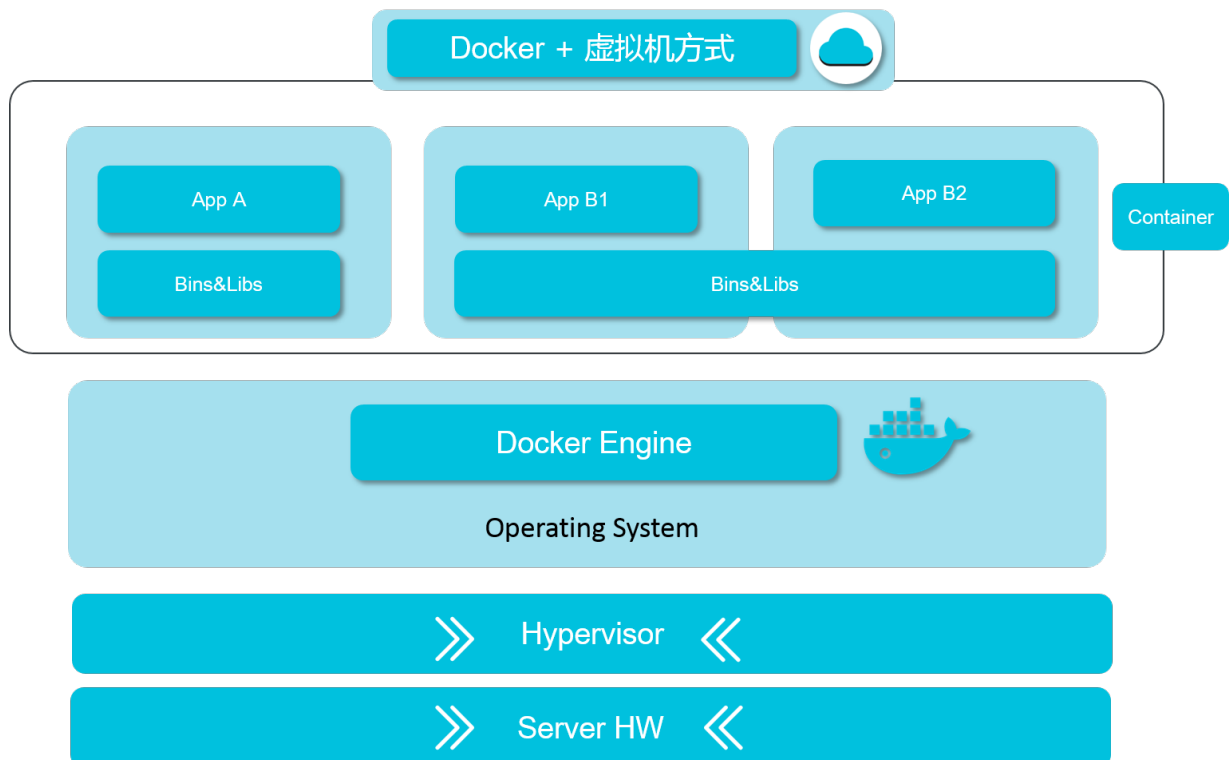 Docker + 虚拟机方式
App A
App B1
App B2
Container
Bins&Libs
Bins&Libs
Docker Engine
Operating System
Hypervisor
Server HW